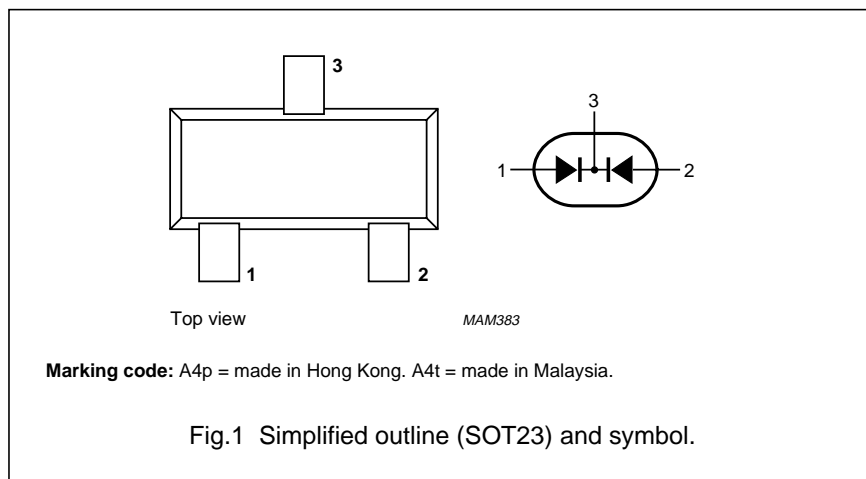 3
3
1
2
1
2
Top view
MAM383
Marking code: A4p = made in Hong Kong. A4t = made in Malaysia.
Fig.1 Simplified outline (SOT23) and symbol.